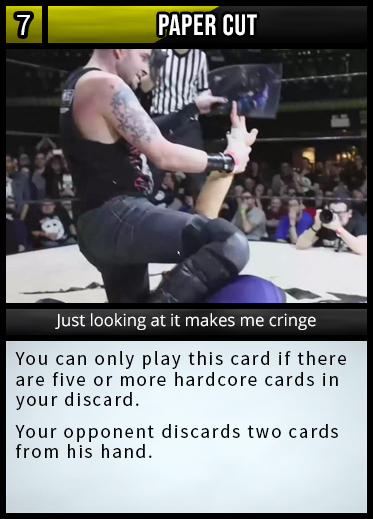 7
PAPER CUT
Just looking at it makes me cringe
You can only play this card if there
are five or more hardcore cards in
your discard.
Your opponent discards two cards
from his hand.